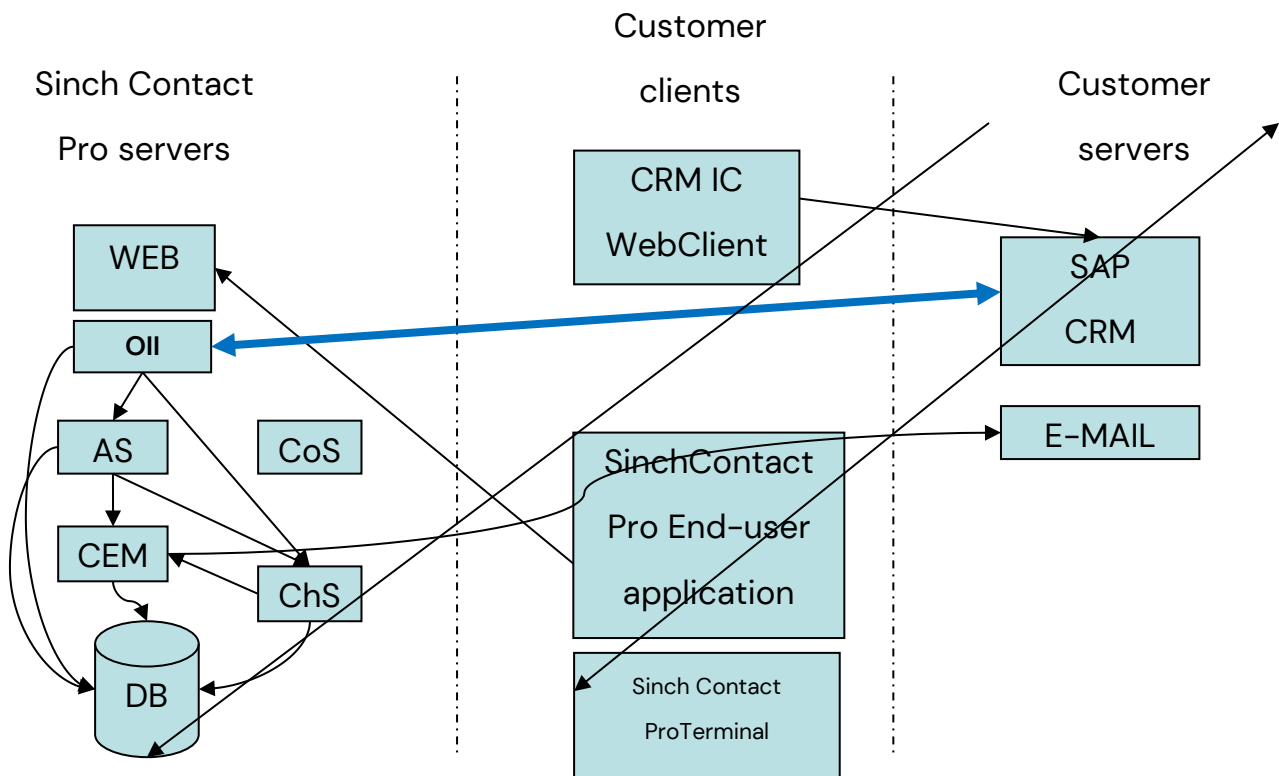 Sinch Contact
Pro servers
Customer
clients
Customer
servers
WEB
OII
AS
CoS
CEM
ChS
DB
CRM IC
WebClient
SinchContact
Pro End-user
application
Sinch Contact
ProTerminal
SAP
CRM
E-MAIL